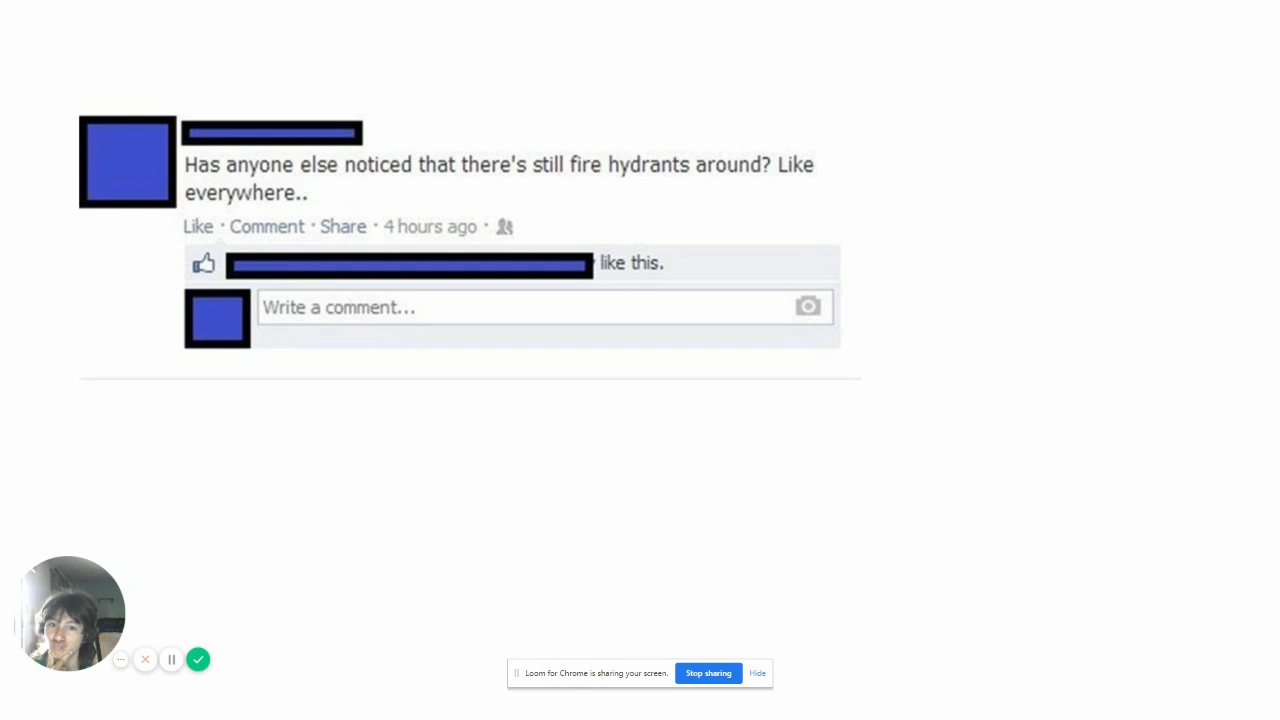 Has anyone else noticed that there's still fire hydrants around? Like
everywhere..
Like · Comment · Share · 4 hours ago ·
like this.
Write a comment...
Loom for Chrome is sharing your screen.
Stop sharing
Hide